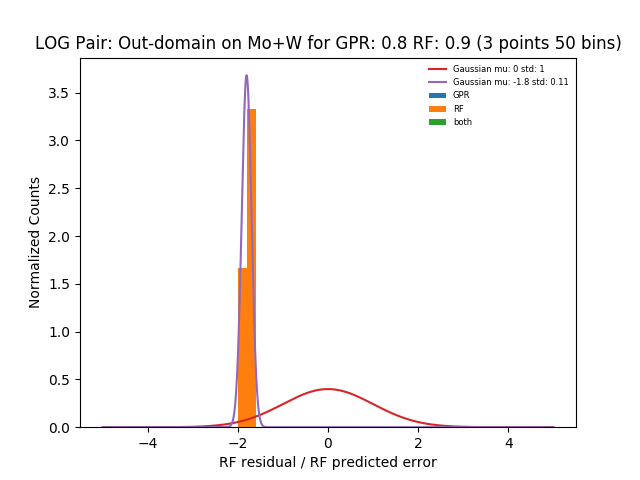 LOG Pair: Out-domain on Mo+W for GPR: 0.8 RF: 0.9 (3 points 50 bins)
Gaussian mu: 0 std: 1
Gaussian mu: -1.8 std: 0.11
GPR
RF
both
Normalized Counts
3.5
3.0
2.5
2.0
1.5
1.0
0.5
0.0
−4 −2 0 2 4
RF residual / RF predicted error